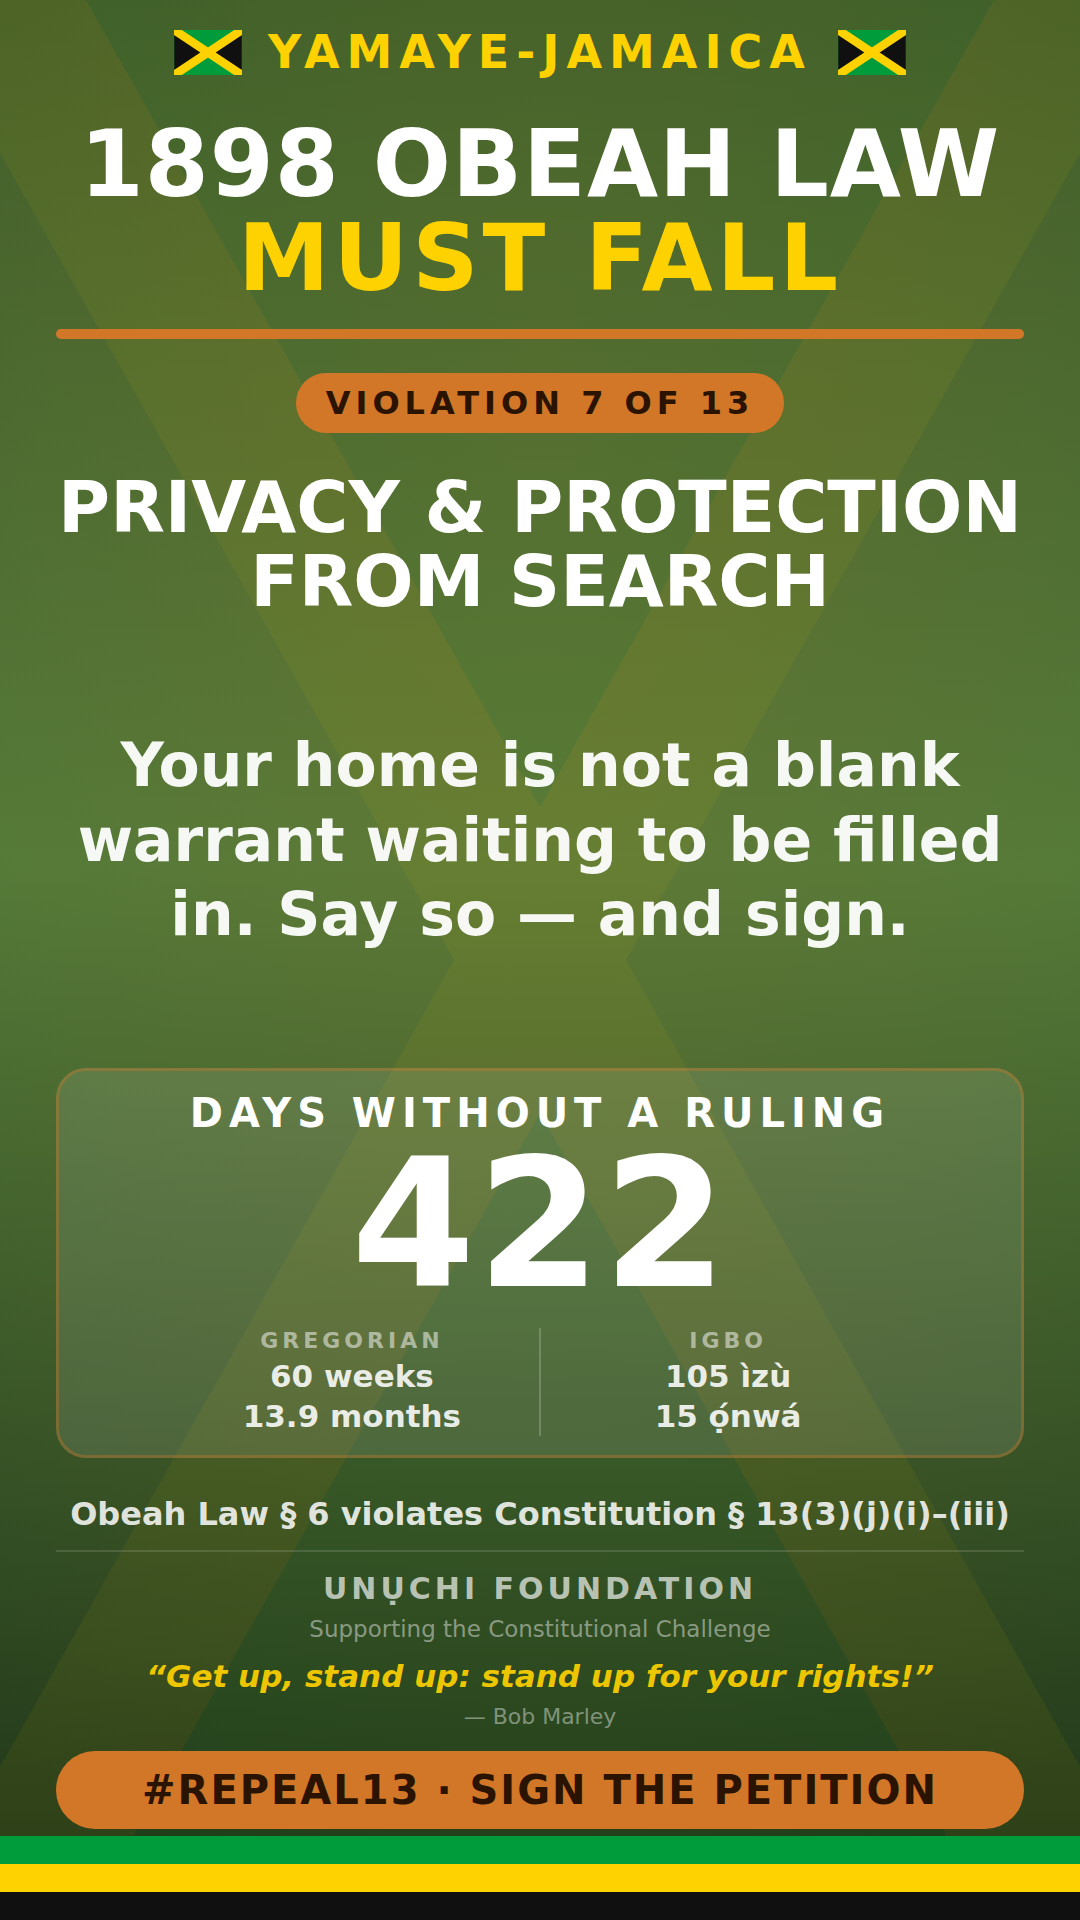 YAMAYE-JAMAICA
1898 OBEAH LAW
MUST FALL
VIOLATION 7 OF 13
PRIVACY & PROTECTION
FROM SEARCH
Your home is not a blank
warrant waiting to be filled
in. Say so — and sign.
DAYS WITHOUT A RULING
422
GREGORIAN
60 weeks
13.9 months
IGBO
105 ìzù
15 ọ́nwá
Obeah Law § 6 violates Constitution § 13(3)(j)(i)–(iii)
UNỤCHI FOUNDATION
Supporting the Constitutional Challenge
“Get up, stand up: stand up for your rights!”
— Bob Marley
#REPEAL13 · SIGN THE PETITION